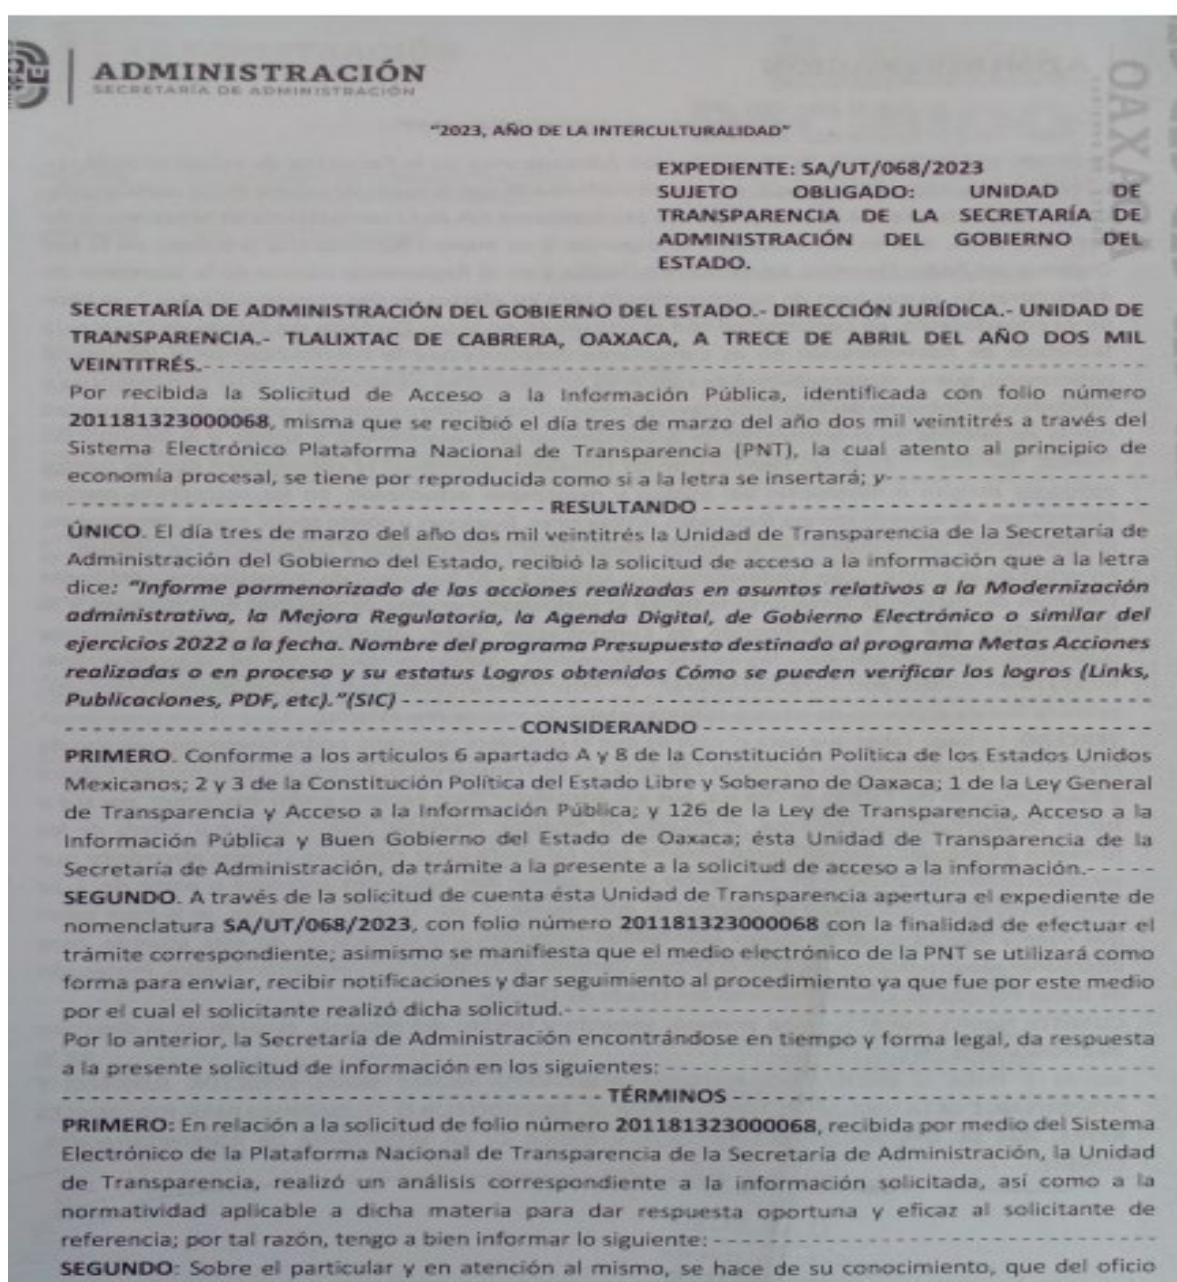 ADMINISTRACIÓN
SECRETARÍA DE ADMINISTRACIÓN
OAXACA
"2023, AÑO DE LA INTERCULTURALIDAD"
EXPEDIENTE: SA/UT/068/2023
SUJETO OBLIGADO: UNIDAD DE
TRANSPARENCIA DE LA SECRETARÍA DE
ADMINISTRACIÓN DEL GOBIERNO DEL
ESTADO.
SECRETARÍA DE ADMINISTRACIÓN DEL GOBIERNO DEL ESTADO.- DIRECCIÓN JURÍDICA.- UNIDAD DE
TRANSPARENCIA.- TLALIXTAC DE CABRERA, OAXACA, A TRECE DE ABRIL DEL AÑO DOS MIL
VEINTITRÉS.- - - - - - - - - - - - - - - - - - - - - - - - - - - - - - - - - - - - - - - -
Por recibida la Solicitud de Acceso a la Información Pública, identificada con folio número
201181323000068, misma que se recibió el día tres de marzo del año dos mil veintitrés a través del
Sistema Electrónico Plataforma Nacional de Transparencia (PNT), la cual atento al principio de
economía procesal, se tiene por reproducida como si a la letra se insertará; y- - - - - - - - - - - - - - -
- - - - - - - - - - - - - - - - - - - - - - - - - - - - - - RESULTANDO - - - - - - - - - - - - - - - - - - - - - - - - - - - - -
ÚNICO. El día tres de marzo del año dos mil veintitrés la Unidad de Transparencia de la Secretaría de
Administración del Gobierno del Estado, recibió la solicitud de acceso a la información que a la letra
dice: "Informe pormenorizado de las acciones realizadas en asuntos relativos a la Modernización
administrativa, la Mejora Regulatoria, la Agenda Digital, de Gobierno Electrónico o similar del
ejercicios 2022 a la fecha. Nombre del programa Presupuesto destinado al programa Metas Acciones
realizadas o en proceso y su estatus Logros obtenidos Cómo se pueden verificar los logros (Links,
Publicaciones, PDF, etc)."(SIC) - - - - - - - - - - - - - - - - - - - - - - - - - - - - - - - - - - - - - - - - - -
- - - - - - - - - - - - - - - - - - - - - - - - - - - - CONSIDERANDO - - - - - - - - - - - - - - - - - - - - - - - - - - - -
PRIMERO. Conforme a los artículos 6 apartado A y 8 de la Constitución Política de los Estados Unidos
Mexicanos; 2 y 3 de la Constitución Política del Estado Libre y Soberano de Oaxaca; 1 de la Ley General
de Transparencia y Acceso a la Información Pública; y 126 de la Ley de Transparencia, Acceso a la
Información Pública y Buen Gobierno del Estado de Oaxaca; ésta Unidad de Transparencia de la
Secretaría de Administración, da trámite a la presente a la solicitud de acceso a la información.- - - - -
SEGUNDO. A través de la solicitud de cuenta ésta Unidad de Transparencia apertura el expediente de
nomenclatura SA/UT/068/2023, con folio número 201181323000068 con la finalidad de efectuar el
trámite correspondiente; asimismo se manifiesta que el medio electrónico de la PNT se utilizará como
forma para enviar, recibir notificaciones y dar seguimiento al procedimiento ya que fue por este medio
por el cual el solicitante realizó dicha solicitud.- - - - - - - - - - - - - - - - - - - - - - - - - - - - - - - - -
Por lo anterior, la Secretaría de Administración encontrándose en tiempo y forma legal, da respuesta
a la presente solicitud de información en los siguientes: - - - - - - - - - - - - - - - - - - - - - - - - - - - -
- - - - - - - - - - - - - - - - - - - - - - - - - - - - - - - - - - TÉRMINOS - - - - - - - - - - - - - - - - - - - - - - - - - - -
PRIMERO: En relación a la solicitud de folio número 201181323000068, recibida por medio del Sistema
Electrónico de la Plataforma Nacional de Transparencia de la Secretaría de Administración, la Unidad
de Transparencia, realizó un análisis correspondiente a la información solicitada, así como a la
normatividad aplicable a dicha materia para dar respuesta oportuna y eficaz al solicitante de
referencia; por tal razón, tengo a bien informar lo siguiente: - - - - - - - - - - - - - - - - - - - - - - - - -
SEGUNDO: Sobre el particular y en atención al mismo, se hace de su conocimiento, que del oficio